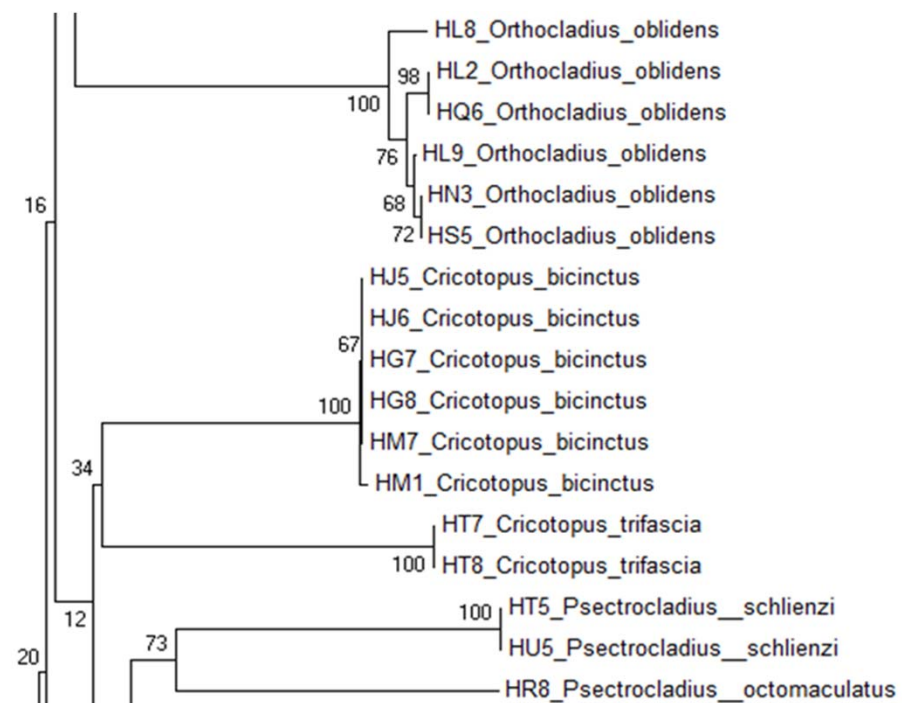 HL8_Orthocladius_oblidens
98 HL2_Orthocladius_oblidens
100 HQ6_Orthocladius_oblidens
76 HL9_Orthocladius_oblidens
16 68 HN3_Orthocladius_oblidens
72 HS5_Orthocladius_oblidens
HJ5_Cricotopus_bicinctus
HJ6_Cricotopus_bicinctus
67 HG7_Cricotopus_bicinctus
100 HG8_Cricotopus_bicinctus
HM7_Cricotopus_bicinctus
34 HM1_Cricotopus_bicinctus
HT7_Cricotopus_trifascia
100 HT8_Cricotopus_trifascia
12 100 HT5_Psectrocladius__schlienzi
20 73 HU5_Psectrocladius__schlienzi
HR8_Psectrocladius__octomaculatus